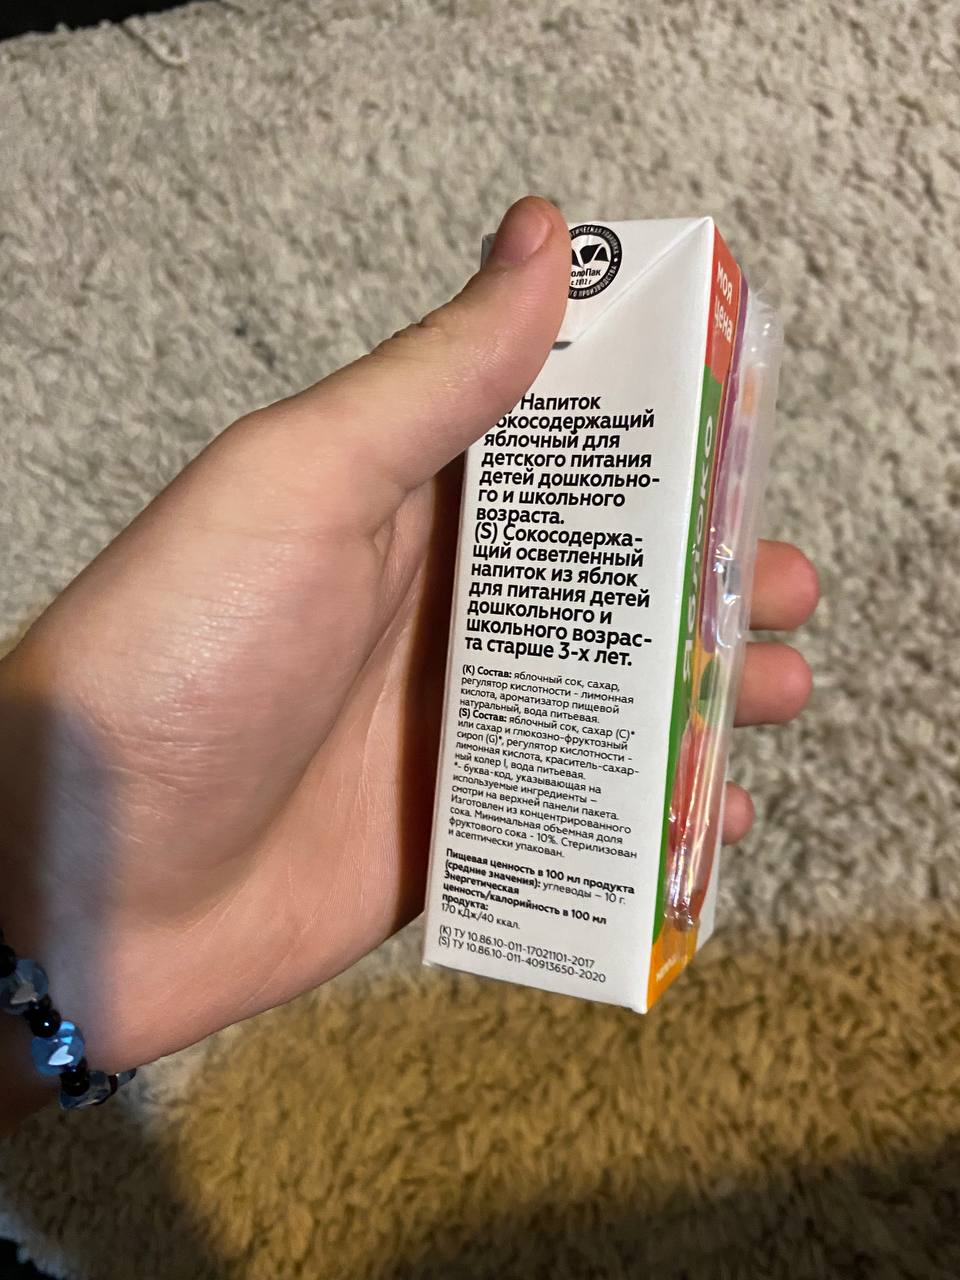 моя
цена
Яблоко
Напиток
сокосодержащий
яблочный для
детского питания
детей дошкольно-
го и школьного
возраста.
(S) Сокосодержа-
щий осветленный
напиток из яблок
для питания детей
дошкольного и
школьного возрас-
та старше 3-х лет.
(К) Состав: яблочный сок, сахар,
регулятор кислотности - лимонная
кислота, ароматизатор пищевой
натуральный, вода питьевая.
(S) Состав: яблочный сок, сахар (С)*
или сахар и глюкозно-фруктозный
сироп (G)*, регулятор кислотности -
лимонная кислота, краситель-сахар-
ный колер I, вода питьевая.
*- буква-код, указывающая на
используемые ингредиенты –
смотри на верхней панели пакета.
Изготовлен из концентрированного
сока. Минимальная объемная доля
фруктового сока - 10%. Стерилизован
и асептически упакован.
Пищевая ценность в 100 мл продукта
(средние значения): углеводы – 10 г.
Энергетическая
ценность/калорийность в 100 мл
продукта:
170 кДж/40 ккал.
(К) ТУ 10.86.10-011-17021101-2017
(S) ТУ 10.86.10-011-40913650-2020